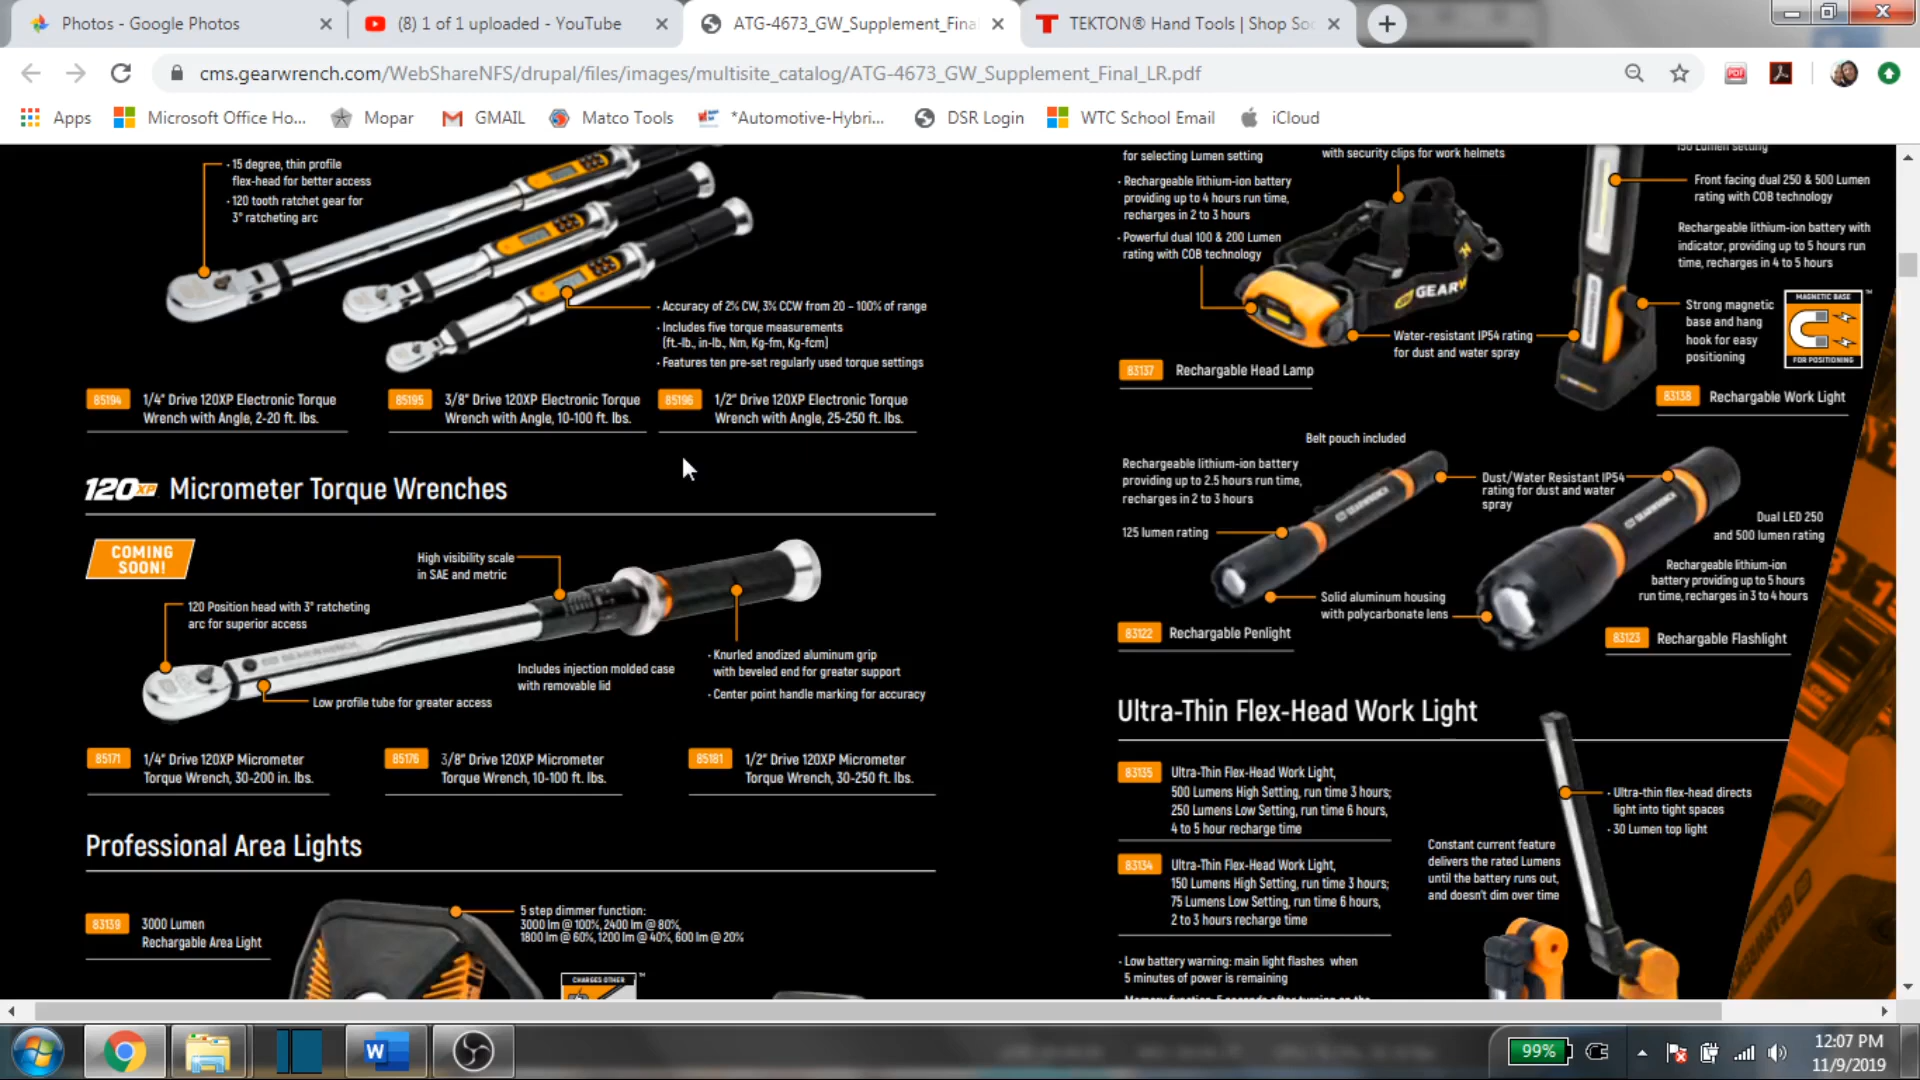 Photos - Google Photos
(8) 1 of 1 uploaded - YouTube
ATG-4673_GW_Supplement_Fina
TEKTON® Hand Tools | Shop So
cms.gearwrench.com/WebShareNFS/drupal/files/images/multisite_catalog/ATG-4673_GW_Supplement_Final_LR.pdf
Apps
Microsoft Office Ho...
Mopar
GMAIL
Matco Tools
*Automotive-Hybri...
DSR Login
WTC School Email
iCloud
· 15 degree, thin profile
flex-head for better access
· 120 tooth ratchet gear for
3° ratcheting arc
· Accuracy of 2% CW, 3% CCW from 20 – 100% of range
· Includes five torque measurements
(ft.-lb., in-lb., Nm, Kg-fm, Kg-fcm)
· Features ten pre-set regularly used torque settings
85194 1/4" Drive 120XP Electronic Torque
Wrench with Angle, 2-20 ft. lbs.
85195 3/8" Drive 120XP Electronic Torque
Wrench with Angle, 10-100 ft. lbs.
85196 1/2" Drive 120XP Electronic Torque
Wrench with Angle, 25-250 ft. lbs.
120XP Micrometer Torque Wrenches
COMING
SOON!
High visibility scale
in SAE and metric
120 Position head with 3° ratcheting
arc for superior access
GEARWRENCH
Low profile tube for greater access
Includes injection molded case
with removable lid
· Knurled anodized aluminum grip
with beveled end for greater support
· Center point handle marking for accuracy
85171 1/4" Drive 120XP Micrometer
Torque Wrench, 30-200 in. lbs.
85176 3/8" Drive 120XP Micrometer
Torque Wrench, 10-100 ft. lbs.
85181 1/2" Drive 120XP Micrometer
Torque Wrench, 30-250 ft. lbs.
Professional Area Lights
83139 3000 Lumen
Rechargable Area Light
5 step dimmer function:
3000 lm @ 100%, 2400 lm @ 80%,
1800 lm @ 60%, 1200 lm @ 40%, 600 lm @ 20%
CHARGES OTHER
for selecting Lumen setting
· Rechargeable lithium-ion battery
providing up to 4 hours run time,
recharges in 2 to 3 hours
· Powerful dual 100 & 200 Lumen
rating with COB technology
with security clips for work helmets
GEARW
Water-resistant IP54 rating
for dust and water spray
83137 Rechargable Head Lamp
150 Lumen setting
Front facing dual 250 & 500 Lumen
rating with COB technology
Rechargeable lithium-ion battery with
indicator, providing up to 5 hours run
time, recharges in 4 to 5 hours
Strong magnetic
base and hang
hook for easy
positioning
MAGNETIC BASE ™
FOR POSITIONING
83138 Rechargable Work Light
Belt pouch included
Rechargeable lithium-ion battery
providing up to 2.5 hours run time,
recharges in 2 to 3 hours
125 lumen rating
GEARWRENCH
Solid aluminum housing
with polycarbonate lens
83122 Rechargable Penlight
Dust/Water Resistant IP54
rating for dust and water
spray
GEARWRENCH
Dual LED 250
and 500 lumen rating
Rechargeable lithium-ion
battery providing up to 5 hours
run time, recharges in 3 to 4 hours
83123 Rechargable Flashlight
Ultra-Thin Flex-Head Work Light
83135 Ultra-Thin Flex-Head Work Light,
500 Lumens High Setting, run time 3 hours;
250 Lumens Low Setting, run time 6 hours,
4 to 5 hour recharge time
83134 Ultra-Thin Flex-Head Work Light,
150 Lumens High Setting, run time 3 hours;
75 Lumens Low Setting, run time 6 hours,
2 to 3 hours recharge time
· Low battery warning: main light flashes when
5 minutes of power is remaining
· Ultra-thin flex-head directs
light into tight spaces
· 30 Lumen top light
Constant current feature
delivers the rated Lumens
until the battery runs out,
and doesn't dim over time
99%
12:07 PM
11/9/2019